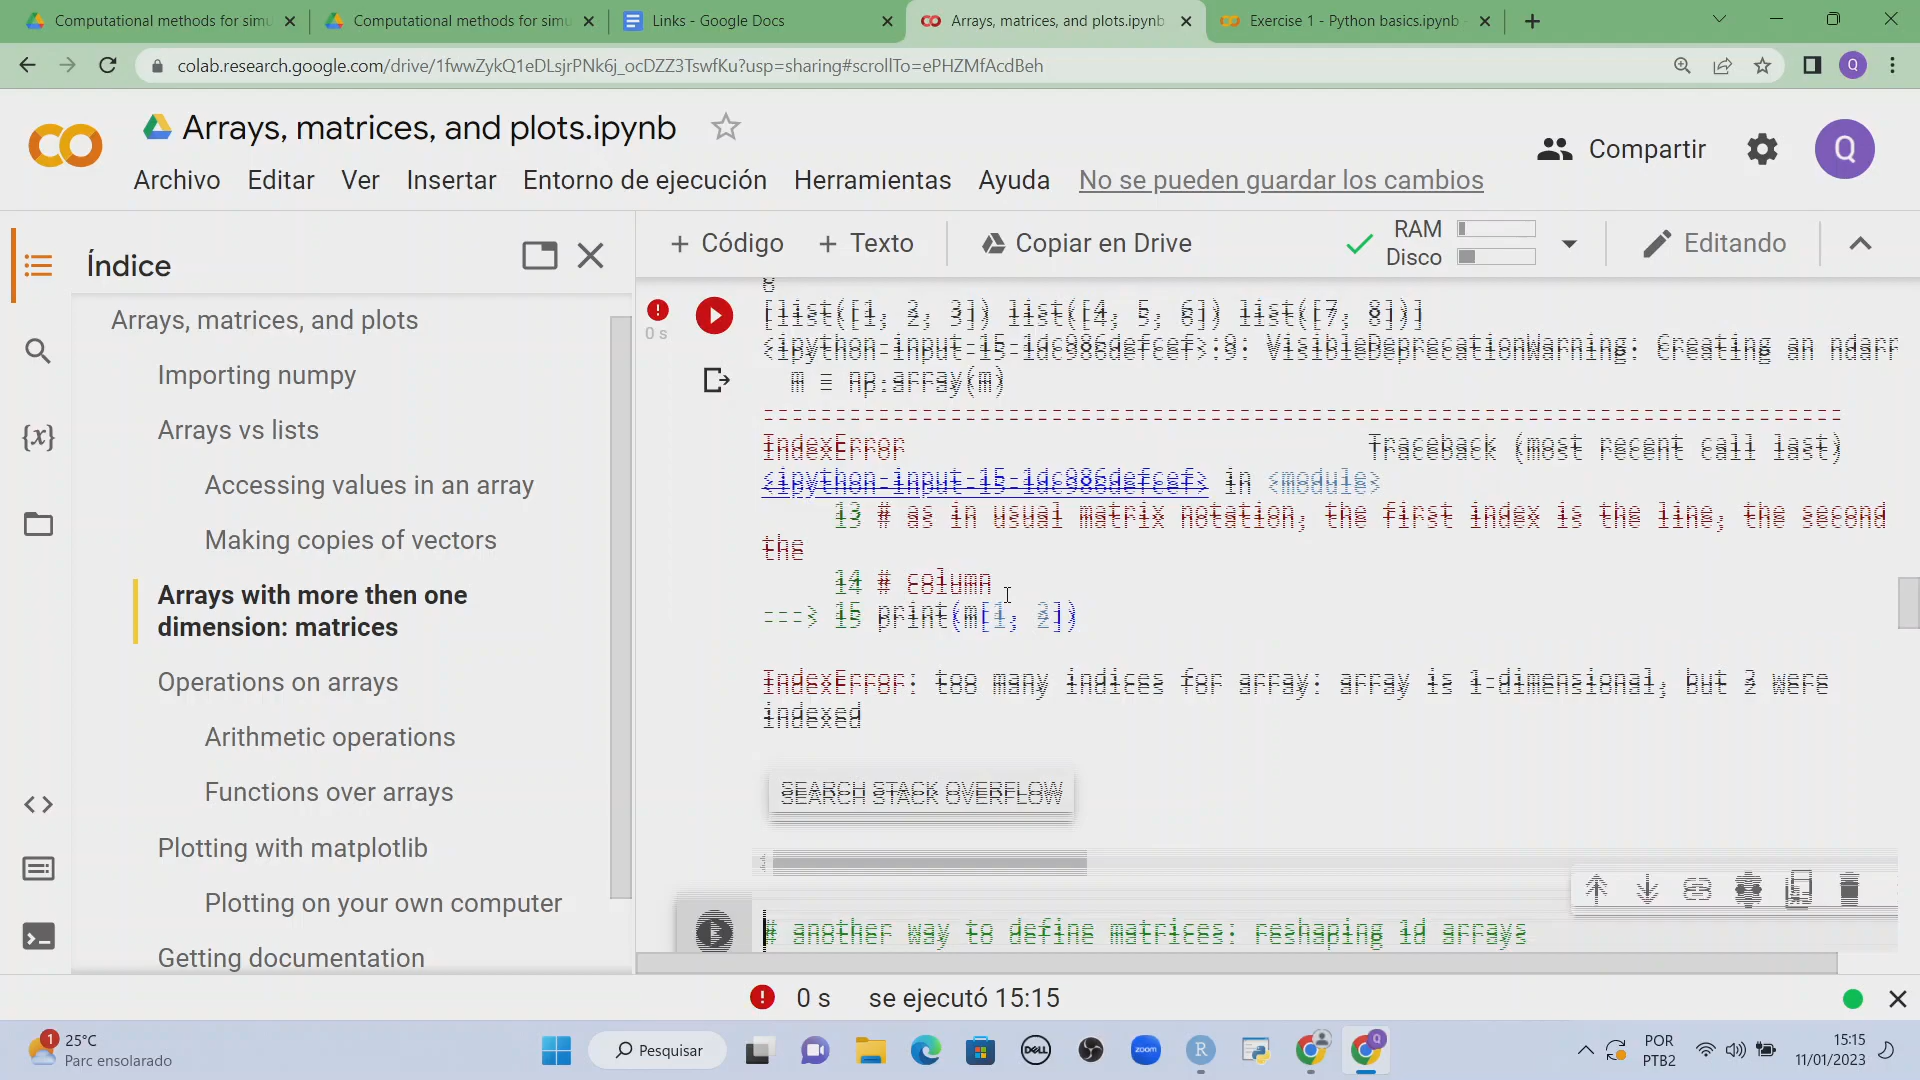 Computational methods for simu
Computational methods for simu
Links - Google Docs
Arrays, matrices, and plots.ipynb
Exercise 1 - Python basics.ipynb
colab.research.google.com/drive/1fwwZykQ1eDLsjrPNk6j_ocDZZ3TswfKu?usp=sharing#scrollTo=ePHZMfAcdBeh
Q
Arrays, matrices, and plots.ipynb
Compartir
Q
Archivo Editar Ver Insertar Entorno de ejecución Herramientas Ayuda No se pueden guardar los cambios
+ Código + Texto Copiar en Drive
RAM
Disco
Editando
Índice
Arrays, matrices, and plots
Importing numpy
Arrays vs lists
Accessing values in an array
Making copies of vectors
Arrays with more then one
dimension: matrices
Operations on arrays
Arithmetic operations
Functions over arrays
Plotting with matplotlib
Plotting on your own computer
Getting documentation
{x}
0 s
8
[list([1, 2, 3]) list([4, 5, 6]) list([7, 8])]
<ipython-input-15-1dc986defcef>:9: VisibleDeprecationWarning: Creating an ndarr
m = np.array(m)
---------------------------------------------------------------------------
IndexError Traceback (most recent call last)
<ipython-input-15-1dc986defcef> in <module>
13 # as in usual matrix notation, the first index is the line, the second
the
14 # column
---> 15 print(m[1, 2])
IndexError: too many indices for array: array is 1-dimensional, but 2 were
indexed
SEARCH STACK OVERFLOW
# another way to define matrices: reshaping 1d arrays
0 s se ejecutó 15:15
1
25°C
Parc ensolarado
Pesquisar
DELL
zoom
R
Q
POR
PTB2
15:15
11/01/2023